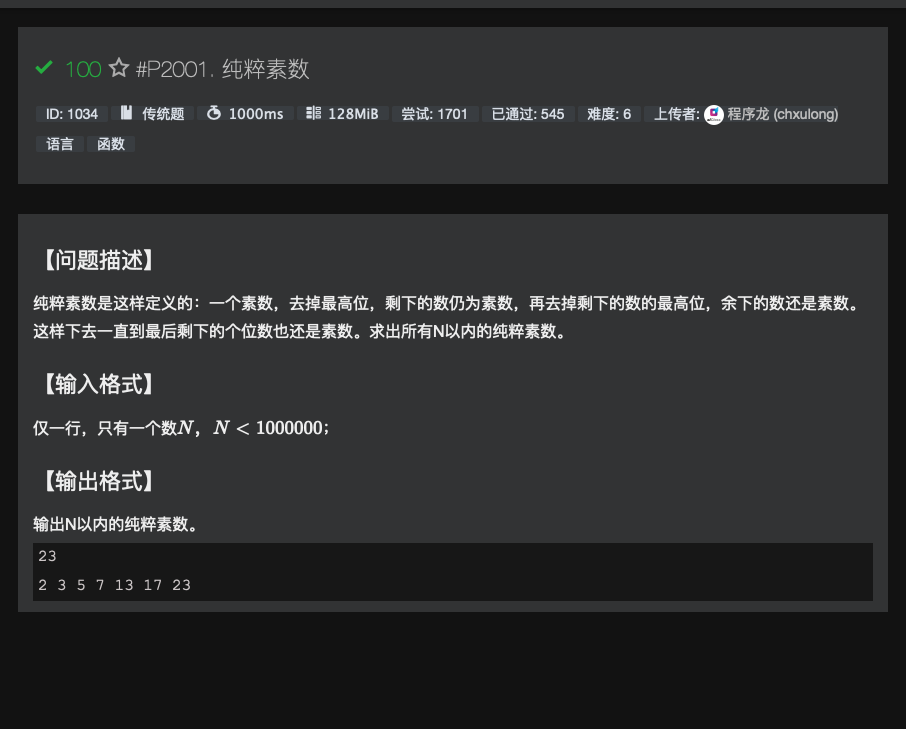 100 #P2001. 纯粹素数
ID: 1034 传统题 1000ms 128MiB 尝试: 1701 已通过: 545 难度: 6 上传者: 程序龙 (chxulong)
语言 函数
【问题描述】
纯粹素数是这样定义的：一个素数，去掉最高位，剩下的数仍为素数，再去掉剩下的数的最高位，余下的数还是素数。
这样下去一直到最后剩下的个位数也还是素数。求出所有N以内的纯粹素数。
【输入格式】
仅一行，只有一个数N，N < 1000000；
【输出格式】
输出N以内的纯粹素数。
23
2 3 5 7 13 17 23